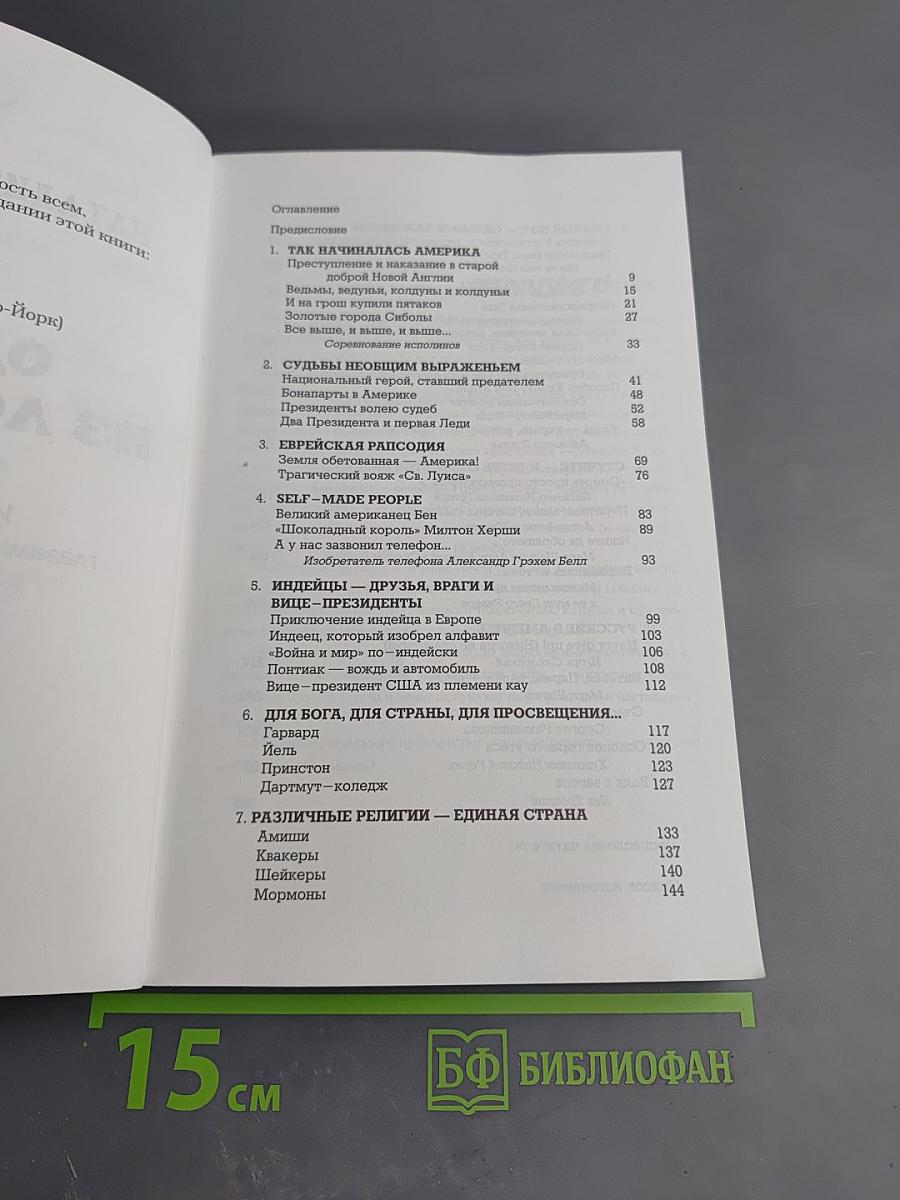 ость всем,
дании этой книги:
о-Йорк)
Оглавление
Предисловие
1. ТАК НАЧИНАЛАСЬ АМЕРИКА
Преступление и наказание в старой
доброй Новой Англии 9
Ведьмы, ведуньи, колдуны и колдуньи 15
И на грош купили пятаков 21
Золотые города Сиболы 27
Все выше, и выше, и выше...
Соревнование исполинов 33
2. СУДЬБЫ НЕОБЩИМ ВЫРАЖЕНЬЕМ
Национальный герой, ставший предателем 41
Бонапарты в Америке 48
Президенты волею судеб 52
Два Президента и первая Леди 58
3. ЕВРЕЙСКАЯ РАПСОДИЯ
Земля обетованная — Америка! 69
Трагический вояж «Св. Луиса» 76
4. SELF-MADE PEOPLE
Великий американец Бен 83
«Шоколадный король» Милтон Херши 89
А у нас зазвонил телефон...
Изобретатель телефона Александр Грэхем Белл 93
5. ИНДЕЙЦЫ — ДРУЗЬЯ, ВРАГИ И
ВИЦЕ-ПРЕЗИДЕНТЫ
Приключение индейца в Европе 99
Индеец, который изобрел алфавит 103
«Война и мир» по-индейски 106
Понтиак — вождь и автомобиль 108
Вице-президент США из племени кау 112
6. ДЛЯ БОГА, ДЛЯ СТРАНЫ, ДЛЯ ПРОСВЕЩЕНИЯ...
Гарвард 117
Йель 120
Принстон 123
Дартмут-коледж 127
7. РАЗЛИЧНЫЕ РЕЛИГИИ — ЕДИНАЯ СТРАНА
Амиши 133
Квакеры 137
Шейкеры 140
Мормоны 144
15 см
БФ БИБЛИОФАН